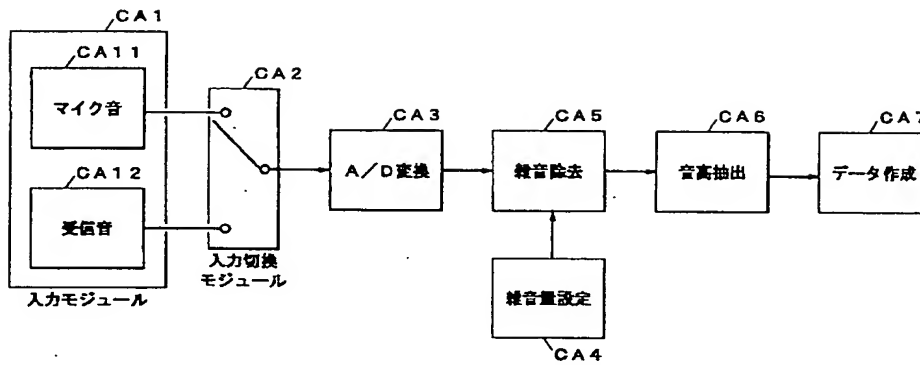 CA1
CA11
マイク音
CA12
受信音
入力モジュール
CA2
入力切換
モジュール
CA3
A/D変換
CA5
雑音除去
CA4
雑音量設定
CA6
音高抽出
CA7
データ作成